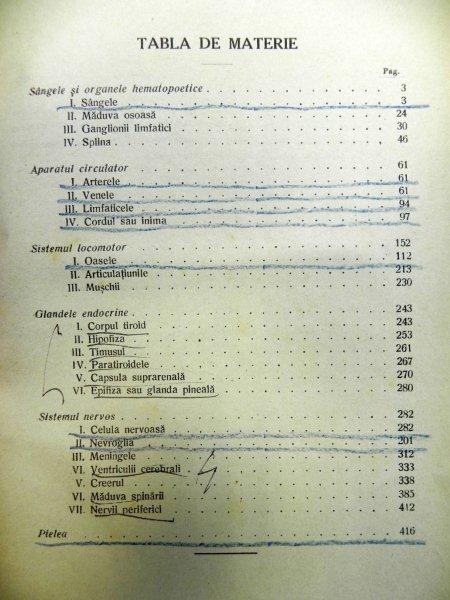 TABLA DE MATERIE
Pag.
Sângele și organele hematopoetice 3
I. Sângele 3
II. Măduva osoasă 24
III. Ganglionii limfatici 30
IV. Splina 46
Aparatul circulator 61
I. Arterele 61
II. Venele 61
III. Limfaticele 94
IV. Cordul sau inima 97
Sistemul locomotor 152
I. Oasele 112
II. Articulațiunile 213
III. Mușchii 230
Glandele endocrine 243
I. Corpul tiroid 243
II. Hipofiza 253
III. Timusul 261
IV. Paratiroidele 267
V. Capsula suprarenală 270
VI. Epifiza sau glanda pineală 280
Sistemul nervos 282
I. Celula nervoasă 282
II. Nevroglia 201
III. Meningele 312
VI. Ventriculii cerebrali 333
V. Creerul 338
VI. Măduva spinării 385
VII. Nervii periferici 412
Pielea 416